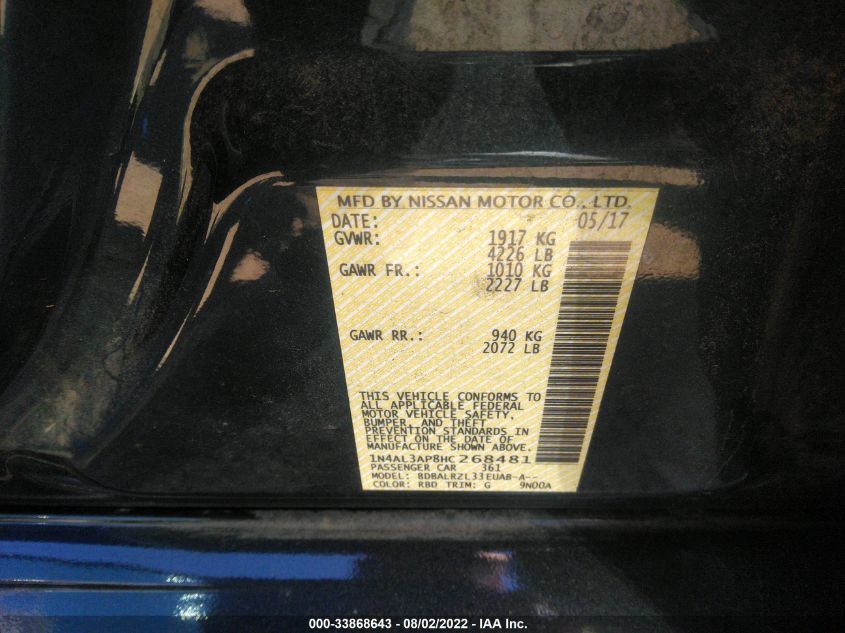 MFD BY NISSAN MOTOR CO., LTD.
DATE: 05/17
GVWR: 1917 KG
4226 LB
GAWR FR.: 1010 KG
2227 LB
GAWR RR.: 940 KG
2072 LB
THIS VEHICLE CONFORMS TO
ALL APPLICABLE FEDERAL
MOTOR VEHICLE SAFETY,
BUMPER, AND THEFT
PREVENTION STANDARDS IN
EFFECT ON THE DATE OF
MANUFACTURE SHOWN ABOVE.
1N4AL3AP8HC268481
PASSENGER CAR 361
MODEL: BDBALRZL33EUAB-A--
COLOR: RBD TRIM: G 9N00A
000-33868643 - 08/02/2022 - IAA Inc.